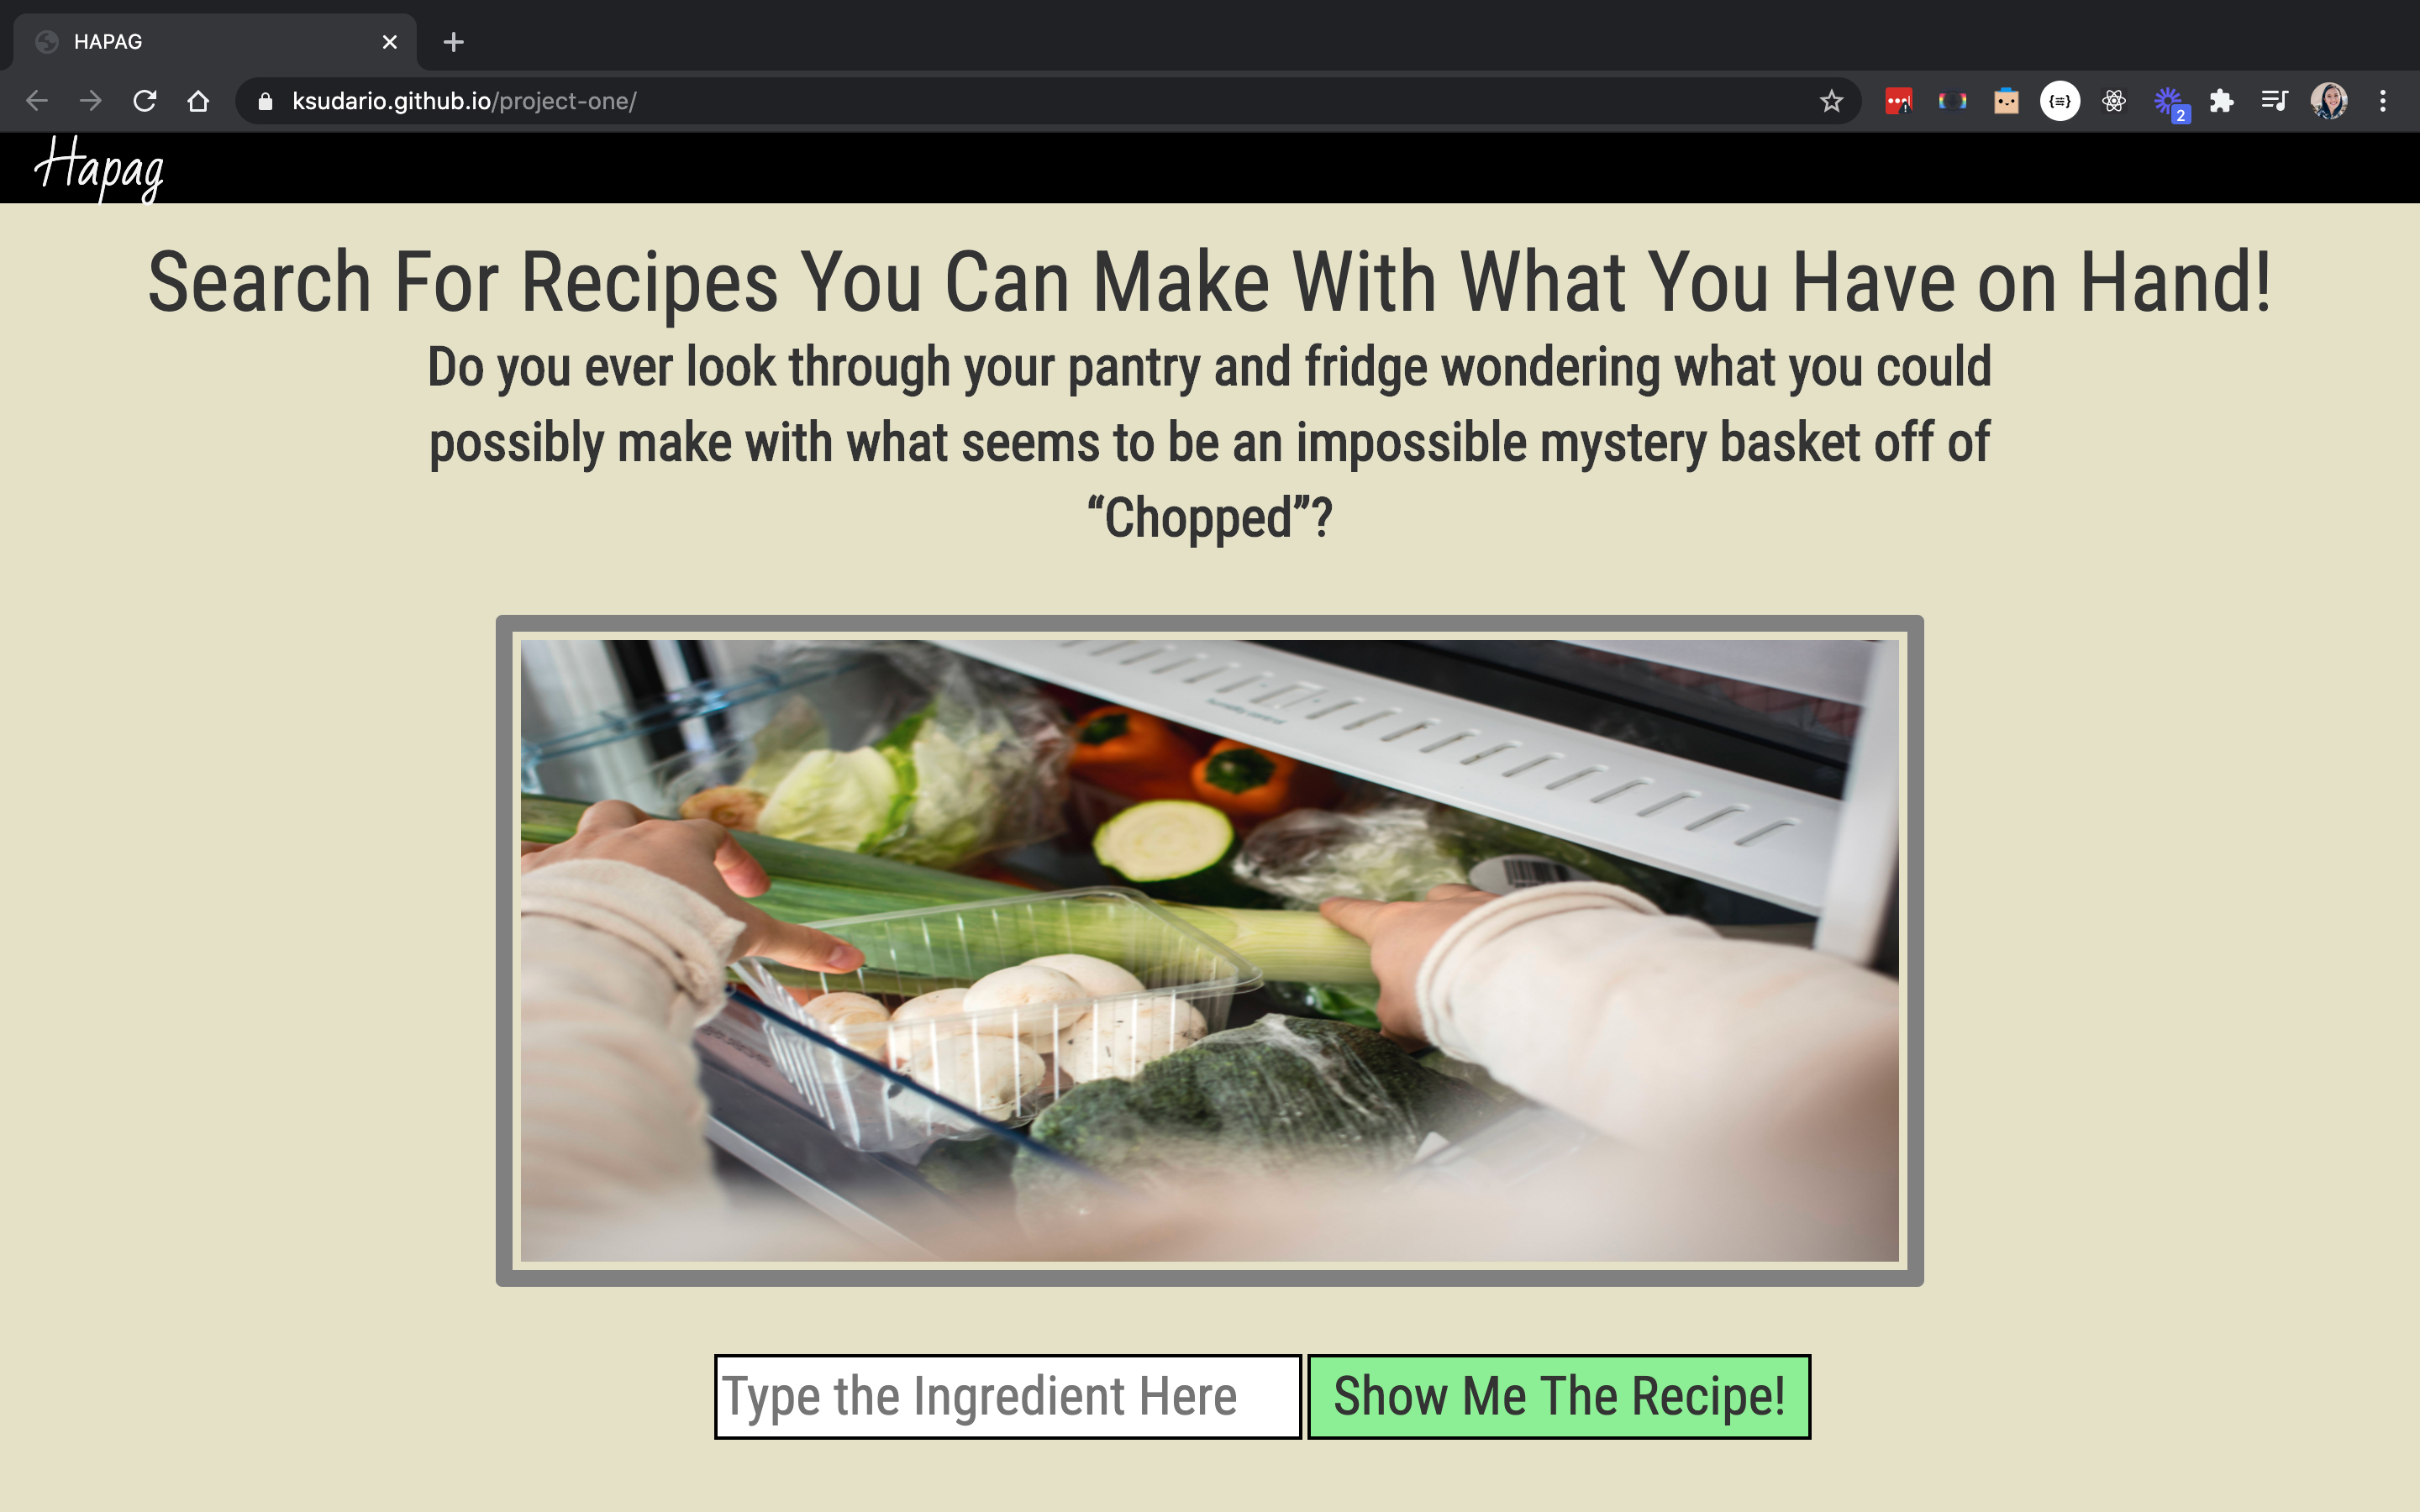 HAPAG
ksudario.github.io/project-one/
2
Hapag
Search For Recipes You Can Make With What You Have on Hand!
Do you ever look through your pantry and fridge wondering what you could
possibly make with what seems to be an impossible mystery basket off of
“Chopped”?
Type the Ingredient Here
Show Me The Recipe!